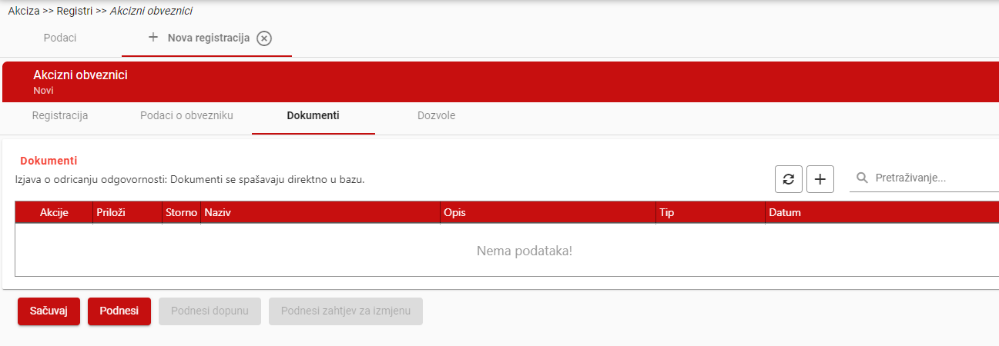 Akciza >> Registri >> Akcizni obveznici
Podaci + Nova registracija
Akcizni obveznici
Novi
Registracija Podaci o obvezniku Dokumenti Dozvole
Dokumenti
Izjava o odricanju odgovornosti: Dokumenti se spašavaju direktno u bazu.
+ Pretraživanje...
Akcije Priloži Storno Naziv Opis Tip Datum
Nema podataka!
Sačuvaj Podnesi Podnesi dopunu Podnesi zahtjev za izmjenu